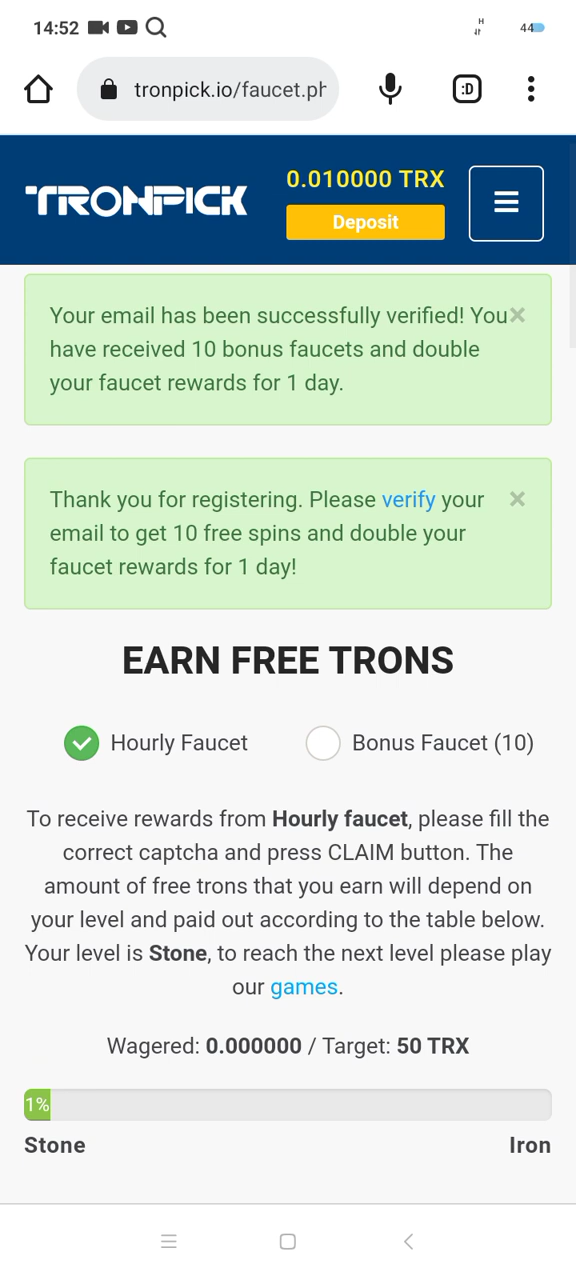 14:52
H
44
tronpick.io/faucet.ph
:D
TRONPICK
0.010000 TRX
Deposit
Your email has been successfully verified! You
have received 10 bonus faucets and double
your faucet rewards for 1 day.
Thank you for registering. Please verify your
email to get 10 free spins and double your
faucet rewards for 1 day!
EARN FREE TRONS
Hourly Faucet
Bonus Faucet (10)
To receive rewards from Hourly faucet, please fill the
correct captcha and press CLAIM button. The
amount of free trons that you earn will depend on
your level and paid out according to the table below.
Your level is Stone, to reach the next level please play
our games.
Wagered: 0.000000 / Target: 50 TRX
1%
Stone
Iron